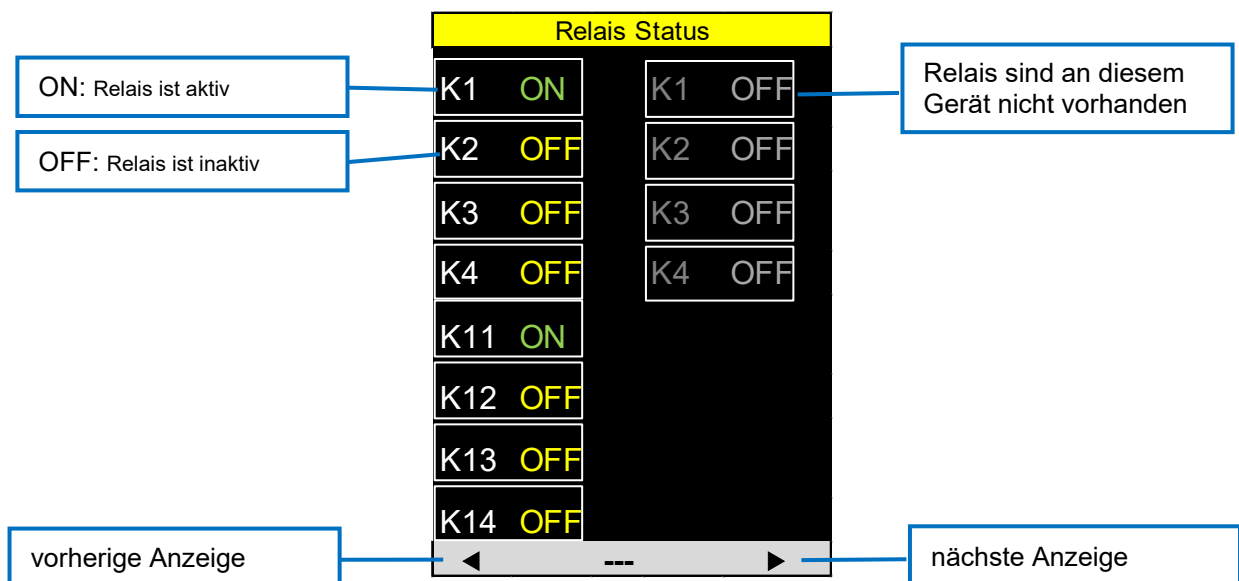 Relais Status
ON: Relais ist aktiv
OFF: Relais ist inaktiv
K1 ON
K2 OFF
K3 OFF
K4 OFF
K11 ON
K12 OFF
K13 OFF
K14 OFF
K1 OFF
K2 OFF
K3 OFF
K4 OFF
Relais sind an diesem
Gerät nicht vorhanden
vorherige Anzeige
◀ --- ▶
nächste Anzeige